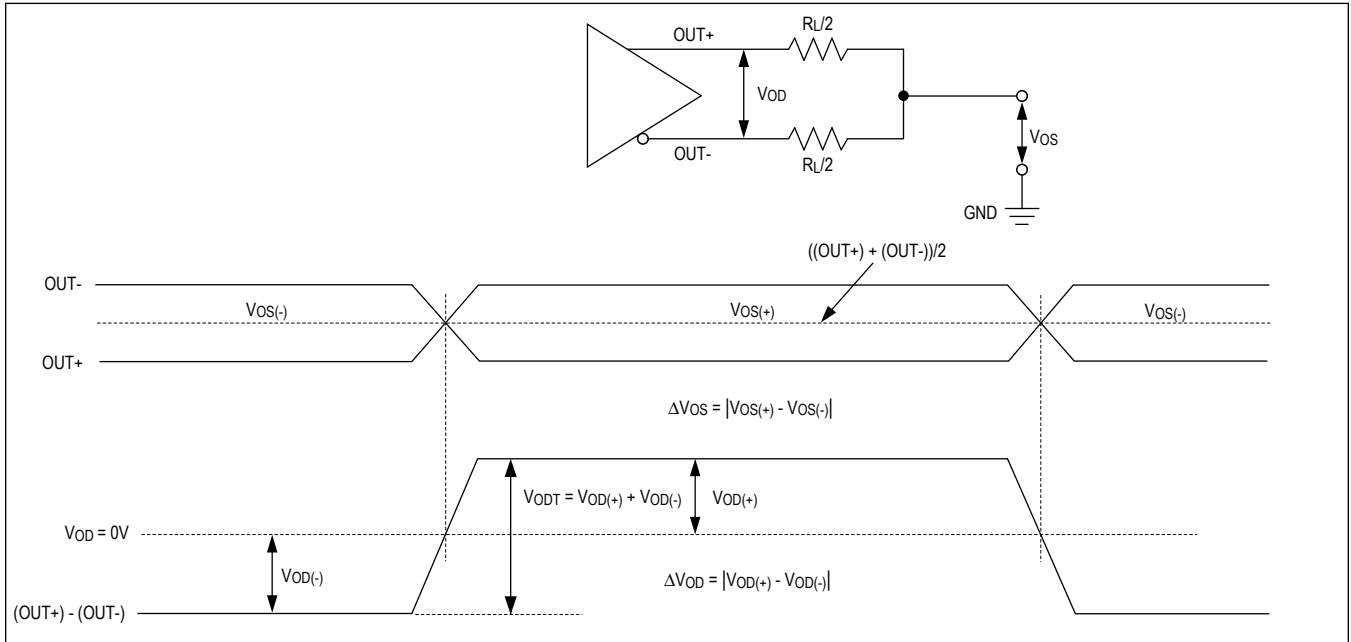 OUT+
RL/2
VOD
OUT-
RL/2
VOS
GND
((OUT+) + (OUT-))/2
OUT-
VOS(-)
VOS(+)
VOS(-)
OUT+
ΔVOS = |VOS(+) - VOS(-)|
VODT = VOD(+) + VOD(-)
VOD(+)
VOD = 0V
VOD(-)
ΔVOD = |VOD(+) - VOD(-)|
(OUT+) - (OUT-)